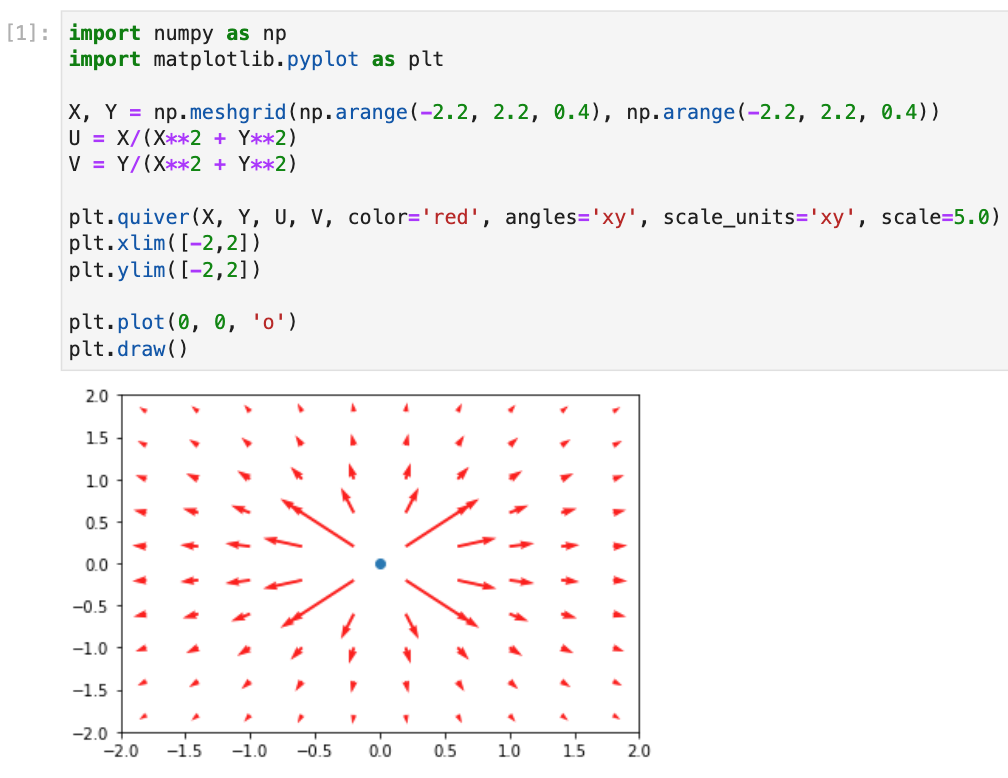 [1]: import numpy as np
import matplotlib.pyplot as plt
X, Y = np.meshgrid(np.arange(-2.2, 2.2, 0.4), np.arange(-2.2, 2.2, 0.4))
U = X/(X**2 + Y**2)
V = Y/(X**2 + Y**2)
plt.quiver(X, Y, U, V, color='red', angles='xy', scale_units='xy', scale=5.0)
plt.xlim([-2,2])
plt.ylim([-2,2])
plt.plot(0, 0, 'o')
plt.draw()
2.0
1.5
1.0
0.5
0.0
−0.5
−1.0
−1.5
−2.0
−2.0 −1.5 −1.0 −0.5 0.0 0.5 1.0 1.5 2.0